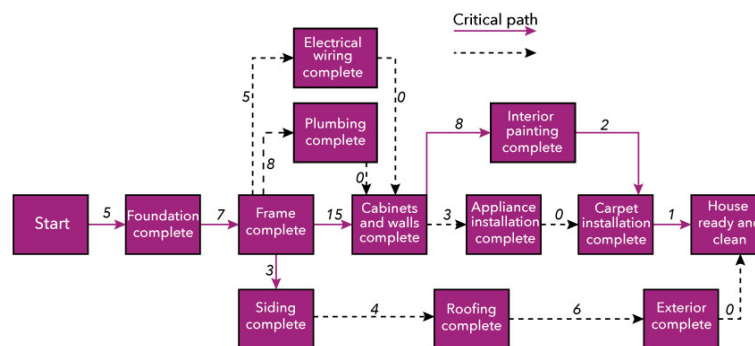 Critical path
Electrical
wiring
complete
5
0
Plumbing
complete
8
0
8
Interior
painting
complete
2
Start
5
Foundation
complete
7
Frame
complete
15
Cabinets
and walls
complete
3
Appliance
installation
complete
0
Carpet
installation
complete
1
House
ready and
clean
3
Siding
complete
4
Roofing
complete
6
Exterior
complete
0